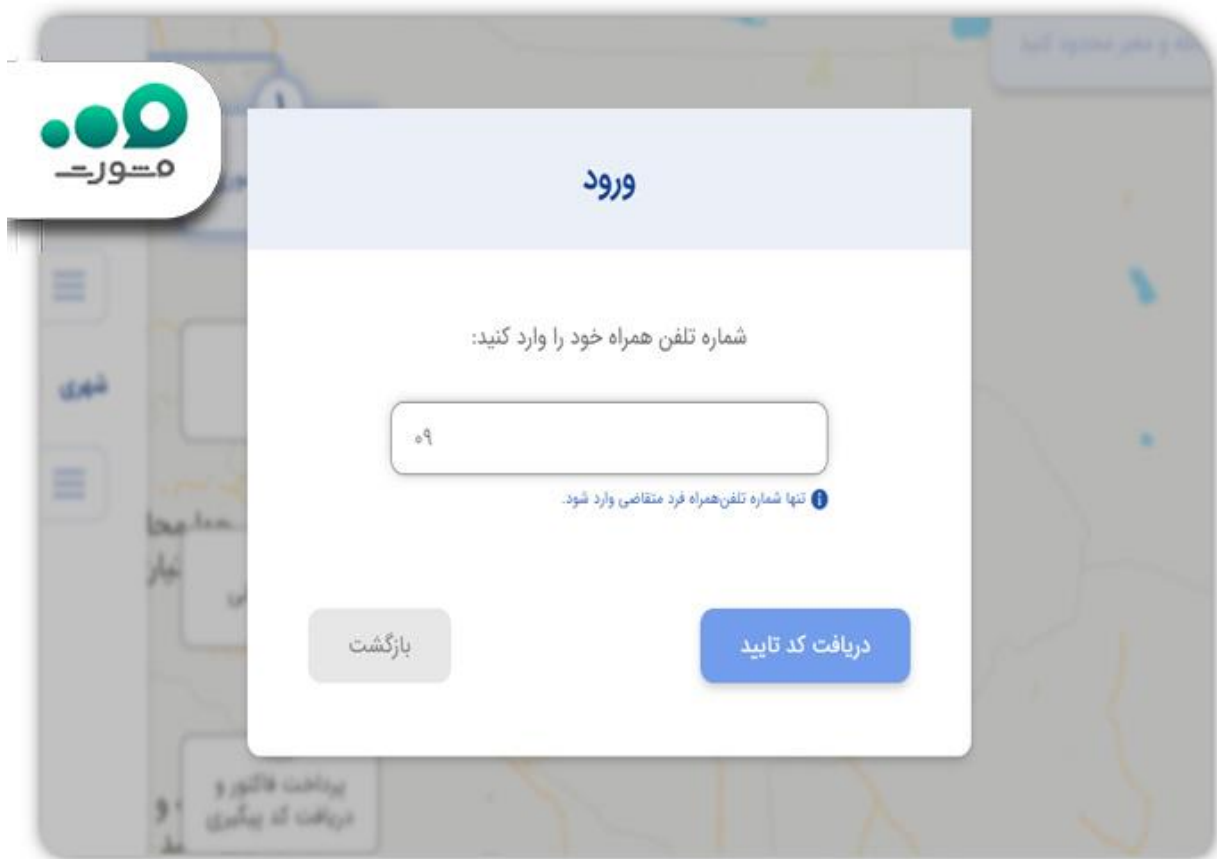 مشورت
ورود
شماره تلفن همراه خود را وارد کنید:
۰۹
تنها شماره تلفن‌همراه فرد متقاضی وارد شود.
دریافت کد تایید
بازگشت
۱
شهری
پرداخت فاکتور و
دریافت کد پیگیری